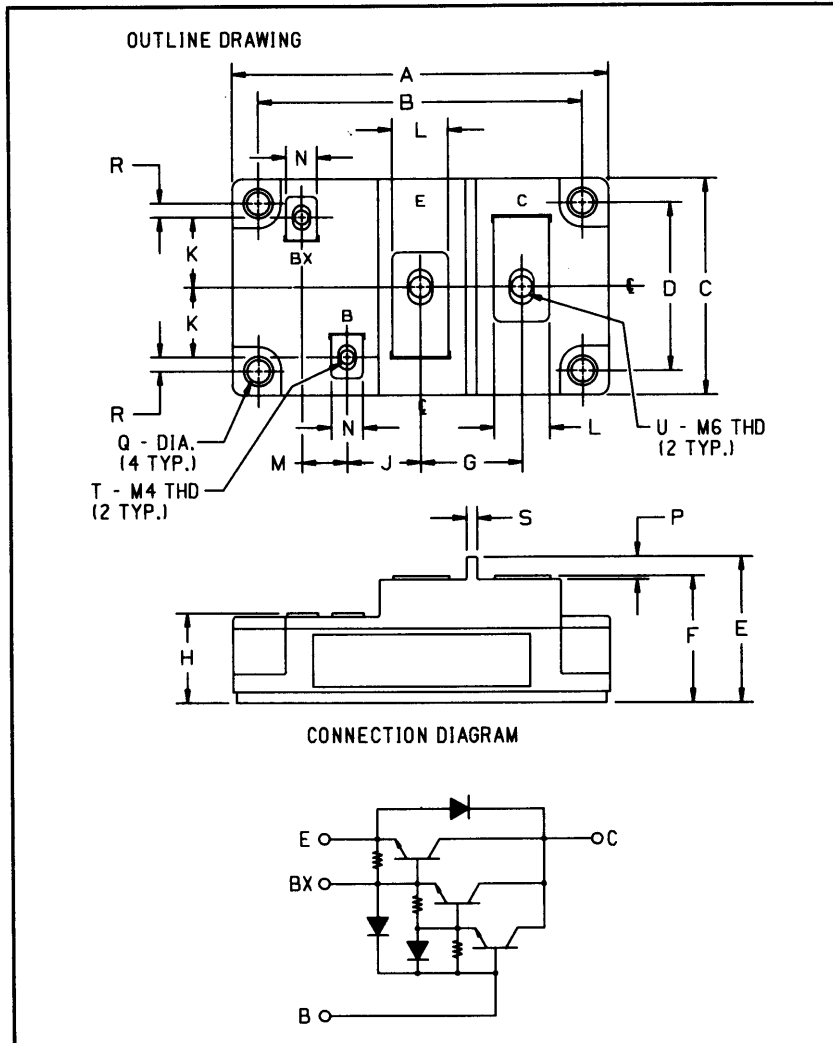 OUTLINE DRAWING
A
B
L
N
R
E
C
BX
K
D
C
℄
K
B
R
℄
Q - DIA.
(4 TYP.)
N
L
U - M6 THD
(2 TYP.)
M
J
G
T - M4 THD
(2 TYP.)
S
P
H
F
E
CONNECTION DIAGRAM
E
C
BX
B